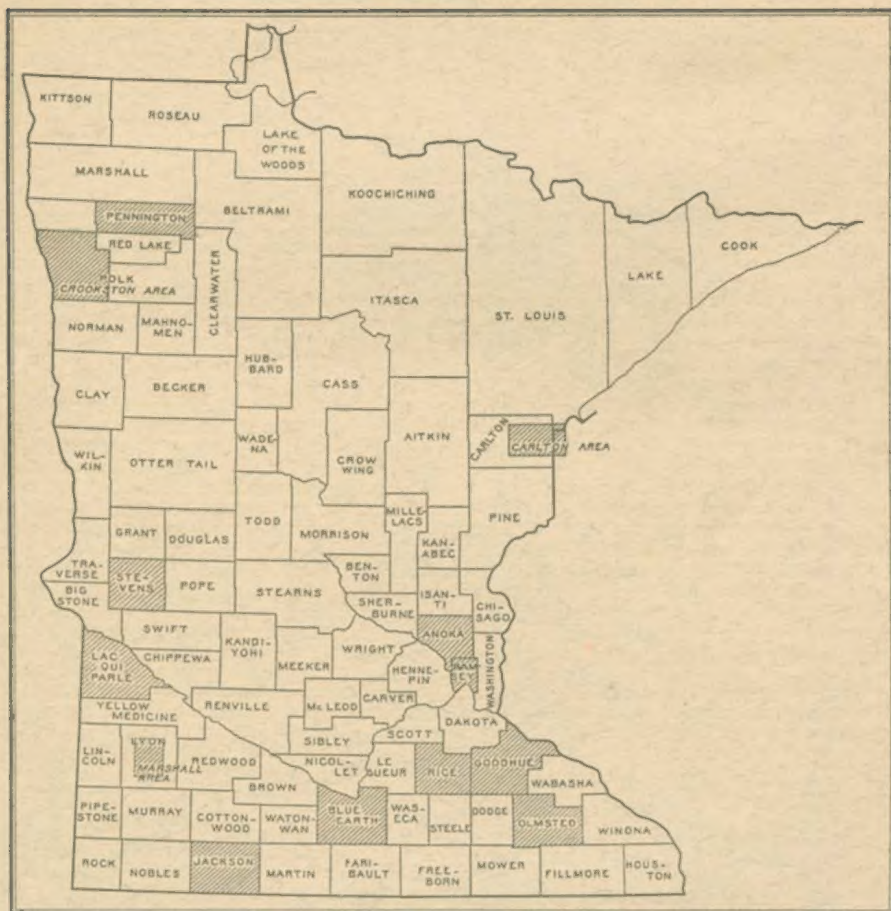 KITTSON
ROSEAU
LAKE
OF THE
WOODS
MARSHALL
KOOCHICHING
BELTRAMI
PENNINGTON
RED LAKE
POLK
CROOKSTON AREA
CLEARWATER
COOK
LAKE
ITASCA
ST. LOUIS
NORMAN
MAHNO-
MEN
HUB-
BARD
CASS
CLAY
BECKER
AITKIN
CARLTON
CARLTON AREA
WADE-
NA
CROW
WING
WIL-
KIN
OTTER TAIL
MILLE
LACS
PINE
TODD
MORRISON
KAN-
ABEC
GRANT
DOUGLAS
TRA-
VERSE
BIG
STONE
STE-
VENS
POPE
STEARNS
BEN-
TON
SHER-
BURNE
ISAN-
TI
CHI-
SAGO
ANOKA
SWIFT
KANDI-
YOHI
LAC
QUI
PARLE
CHIPPEWA
MEEKER
WRIGHT
HENNE-
PIN
RAM-
SEY
WASHINGTON
YELLOW
MEDICINE
RENVILLE
Mc LEOD
CARVER
SCOTT
DAKOTA
SIBLEY
LIN-
COLN
LYON
MARSHALL
AREA
REDWOOD
NICOL-
LET
LE
SUEUR
RICE
GOODHUE
WABASHA
BROWN
PIPE-
STONE
MURRAY
COTTON-
WOOD
WATON-
WAN
BLUE
EARTH
WAS-
ECA
STEELE
DODGE
OLMSTED
WINONA
ROCK
NOBLES
JACKSON
MARTIN
FARI-
BAULT
FREE-
BORN
MOWER
FILLMORE
HOUS-
TON